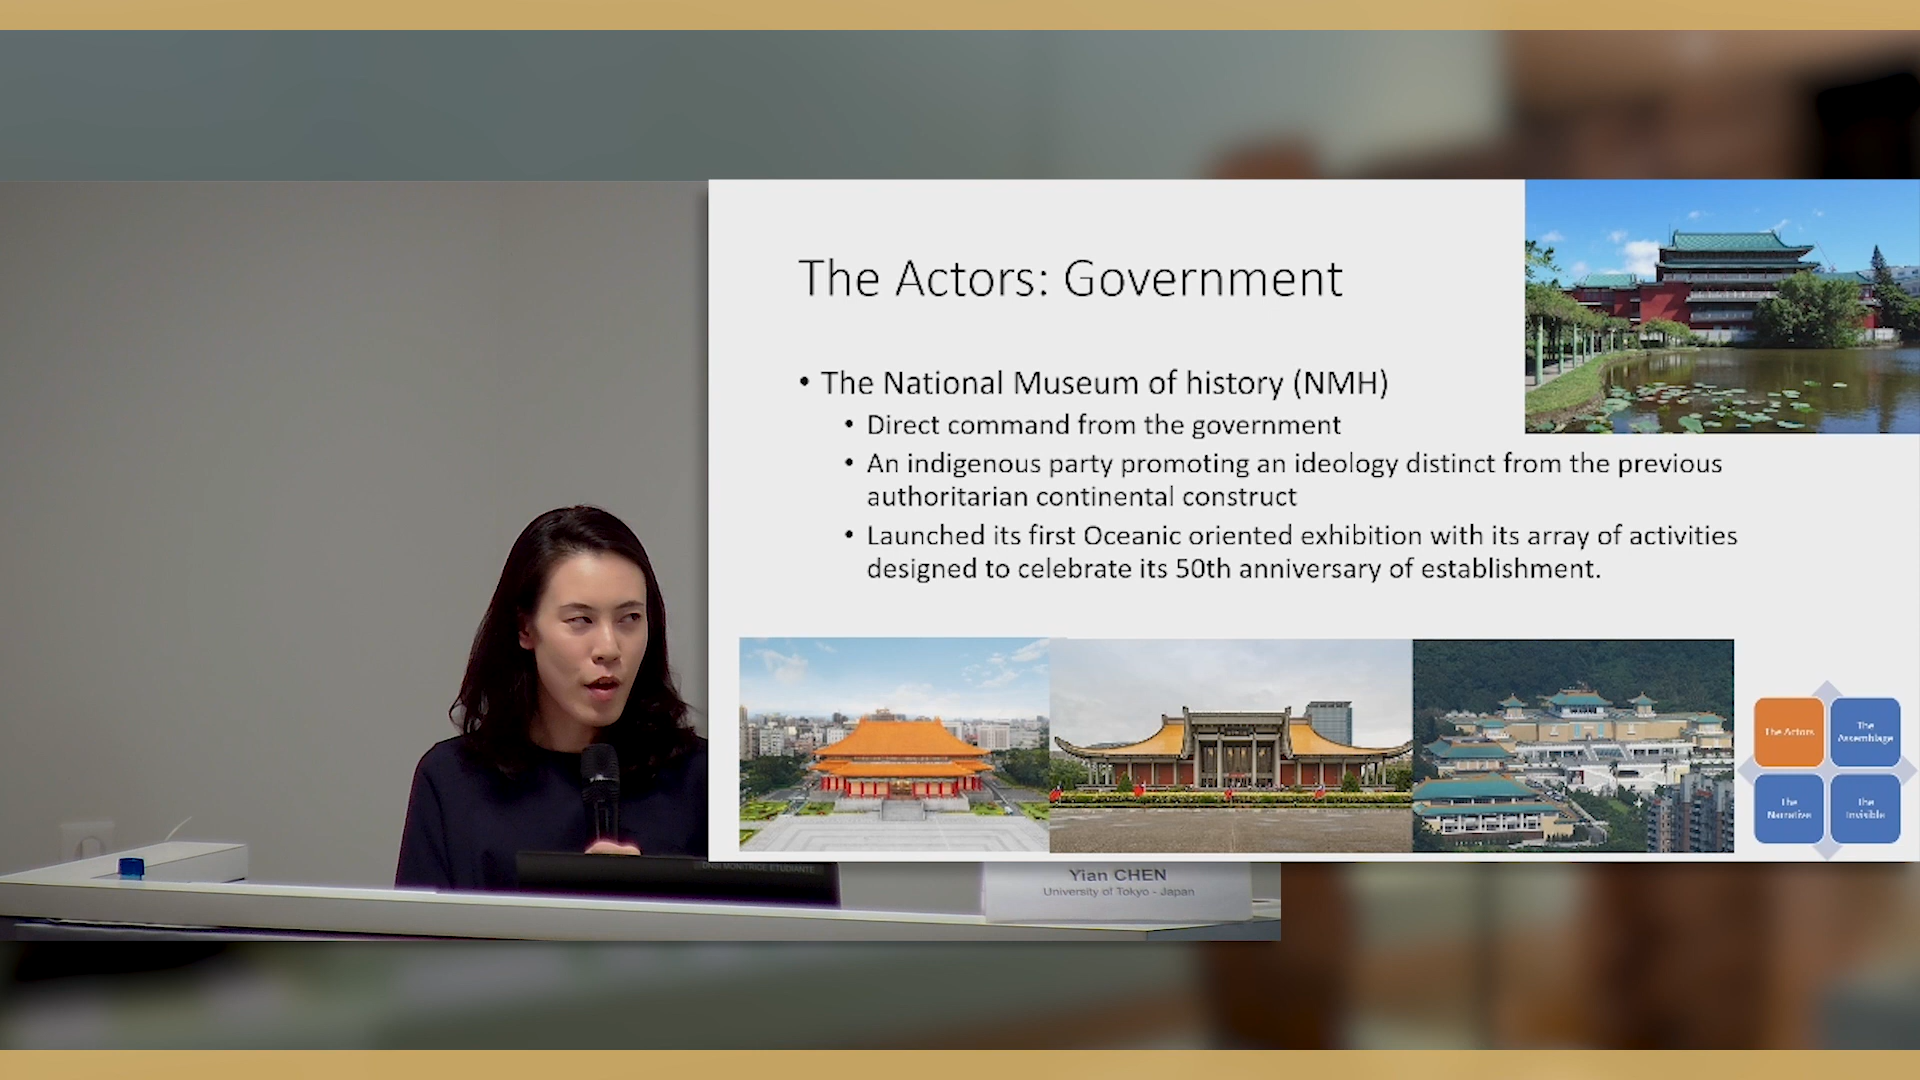 The Actors: Government
• The National Museum of history (NMH)
• Direct command from the government
• An indigenous party promoting an ideology distinct from the previous
authoritarian continental construct
• Launched its first Oceanic oriented exhibition with its array of activities
designed to celebrate its 50th anniversary of establishment.
The Actors
The
Assemblage
The
Narrative
The
Invisible
MONITRICE ETUDIANTE
Yian CHEN
University of Tokyo - Japan